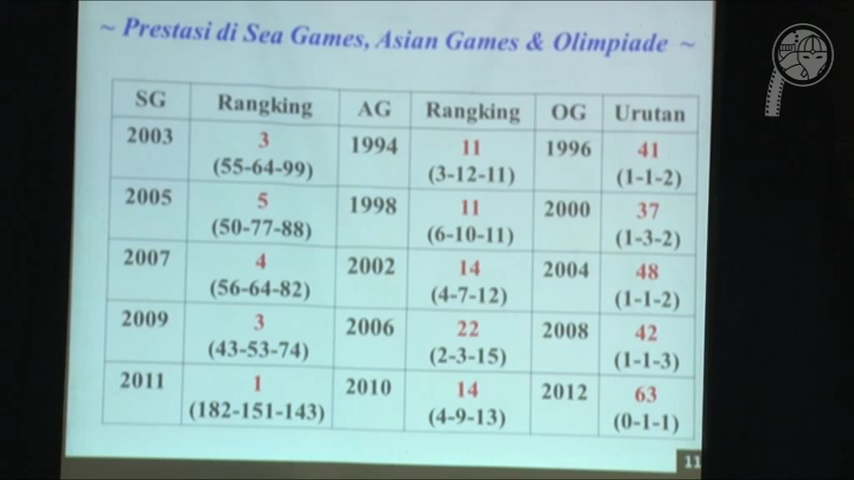 ~ Prestasi di Sea Games, Asian Games & Olimpiade ~
SG Rangking AG Rangking OG Urutan
2003 3 1994 11 1996 41
(55-64-99) (3-12-11) (1-1-2)
2005 5 1998 11 2000 37
(50-77-88) (6-10-11) (1-3-2)
2007 4 2002 14 2004 48
(56-64-82) (4-7-12) (1-1-2)
2009 3 2006 22 2008 42
(43-53-74) (2-3-15) (1-1-3)
2011 1 2010 14 2012 63
(182-151-143) (4-9-13) (0-1-1)
11